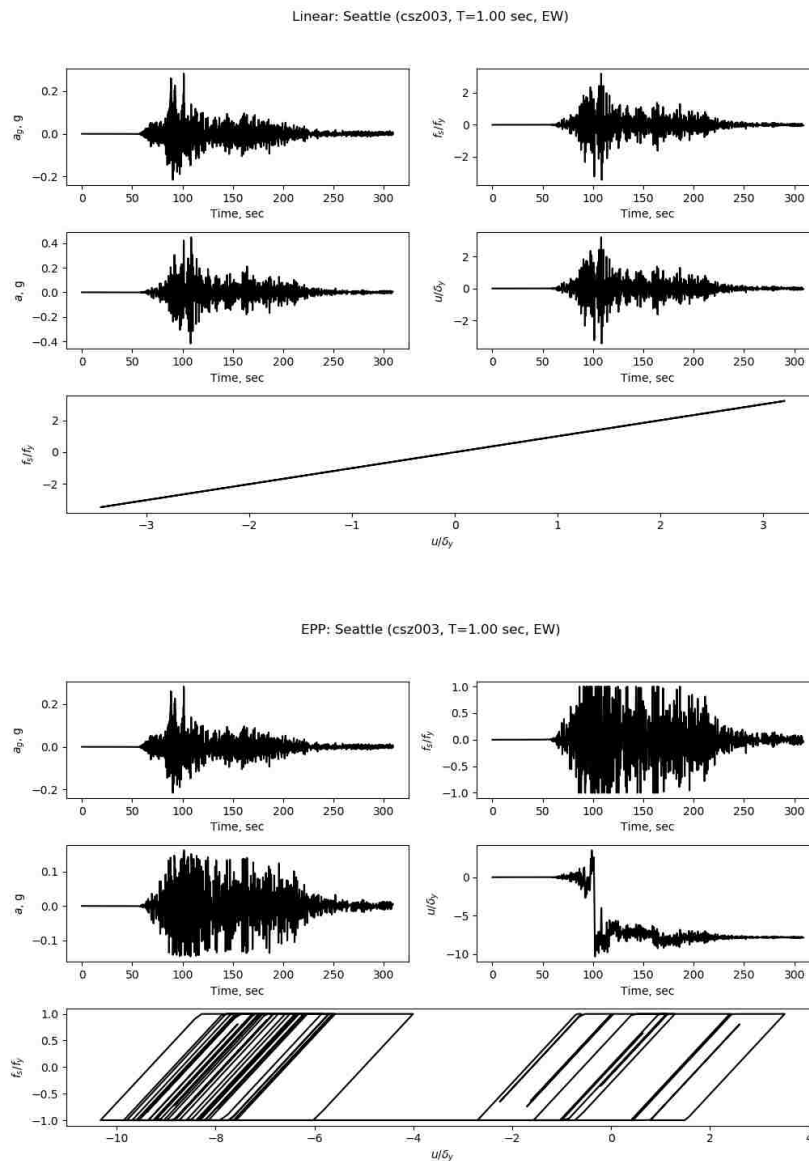 Linear: Seattle (csz003, T=1.00 sec, EW)
a_g, g
0.2
0.0
−0.2
0 50 100 150 200 250 300
Time, sec
f_s/f_y
2
0
−2
0 50 100 150 200 250 300
Time, sec
a, g
0.4
0.2
0.0
−0.2
−0.4
0 50 100 150 200 250 300
Time, sec
u/δ_y
2
0
−2
0 50 100 150 200 250 300
Time, sec
f_s/f_y
2
0
−2
−3 −2 −1 0 1 2 3
u/δ_y
EPP: Seattle (csz003, T=1.00 sec, EW)
a_g, g
0.2
0.0
−0.2
0 50 100 150 200 250 300
Time, sec
f_s/f_y
1.0
0.5
0.0
−0.5
−1.0
0 50 100 150 200 250 300
Time, sec
a, g
0.1
0.0
−0.1
0 50 100 150 200 250 300
Time, sec
u/δ_y
0
−5
−10
0 50 100 150 200 250 300
Time, sec
f_s/f_y
1.0
0.5
0.0
−0.5
−1.0
−10 −8 −6 −4 −2 0 2 4
u/δ_y